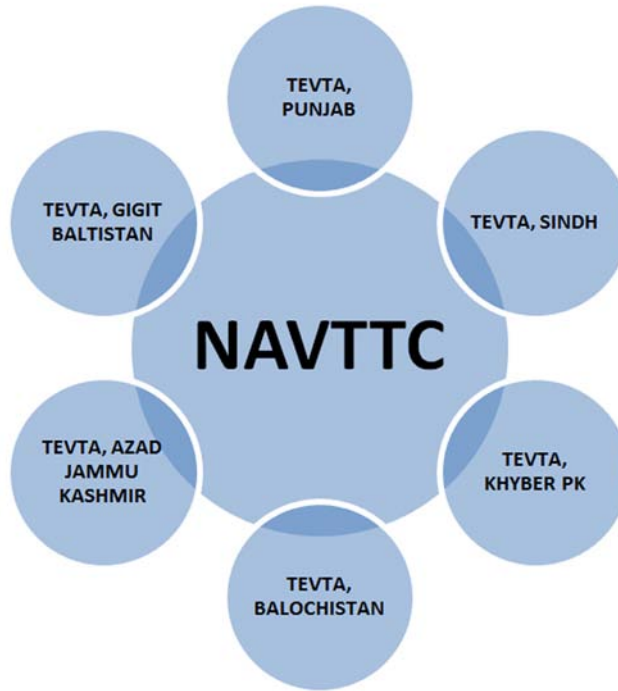 TEVTA,
PUNJAB
TEVTA, SINDH
TEVTA,
KHYBER PK
TEVTA,
BALOCHISTAN
TEVTA, AZAD
JAMMU
KASHMIR
TEVTA, GIGIT
BALTISTAN
NAVTTC